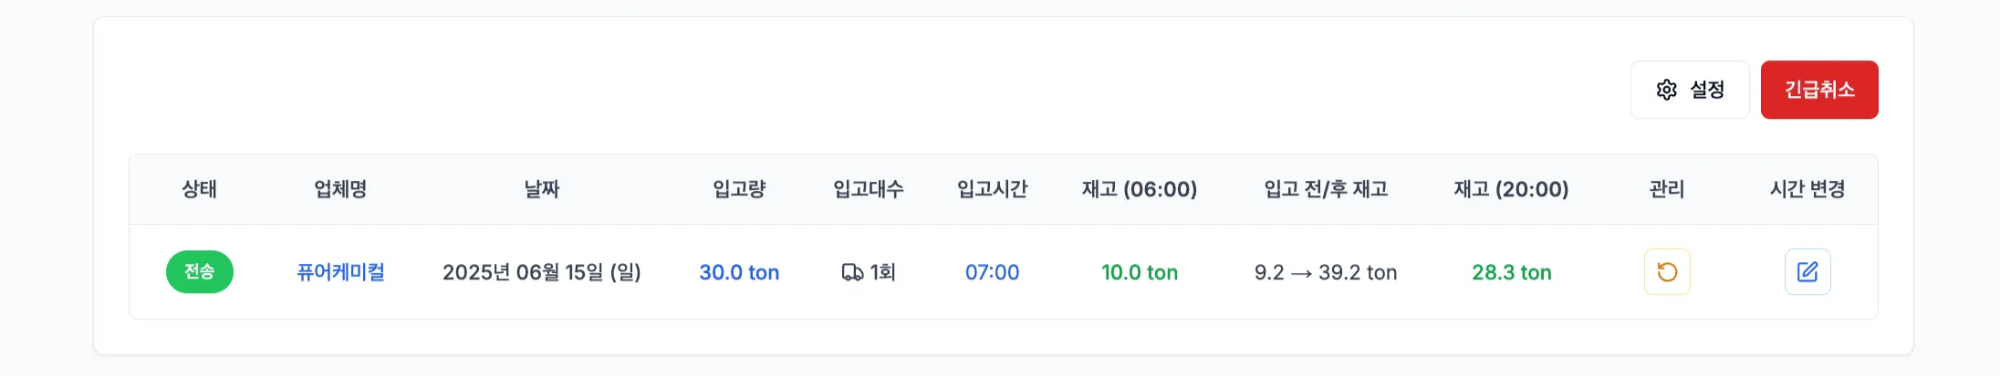 설정 긴급취소
상태 업체명 날짜 입고량 입고대수 입고시간 재고 (06:00) 입고 전/후 재고 재고 (20:00) 관리 시간 변경
전송 퓨어케미컬 2025년 06월 15일 (일) 30.0 ton 1회 07:00 10.0 ton 9.2 → 39.2 ton 28.3 ton